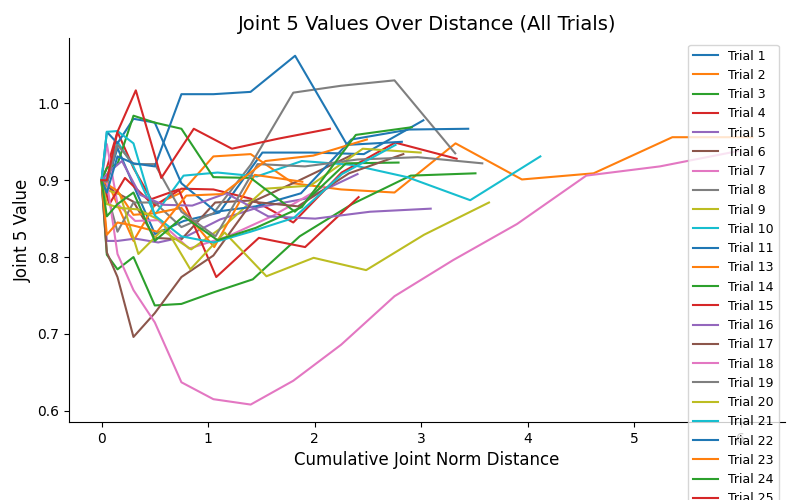 Joint 5 Values Over Distance (All Trials)
Joint 5 Value
1.0
0.9
0.8
0.7
0.6
0
1
2
3
4
5
Cumulative Joint Norm Distance
Trial 1
Trial 2
Trial 3
Trial 4
Trial 5
Trial 6
Trial 7
Trial 8
Trial 9
Trial 10
Trial 11
Trial 13
Trial 14
Trial 15
Trial 16
Trial 17
Trial 18
Trial 19
Trial 20
Trial 21
Trial 22
Trial 23
Trial 24
Trial 25